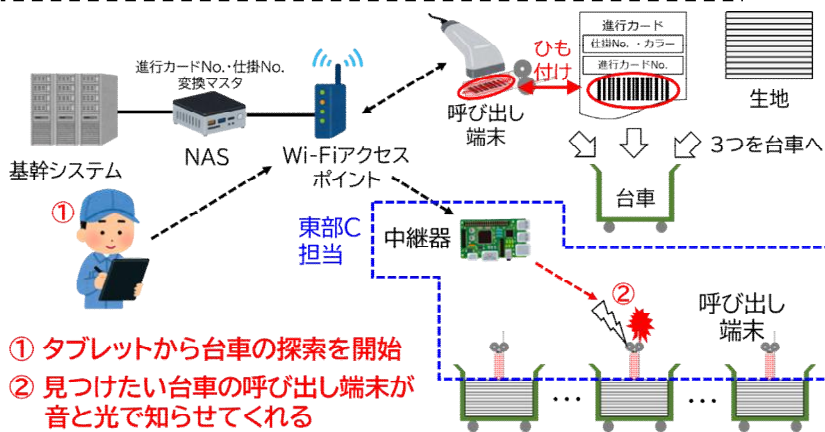 進行カードNo.・仕掛No.
変換マスタ
基幹システム
NAS
Wi-Fiアクセス
ポイント
呼び出し
端末
ひも
付け
進行カード
仕掛No.・カラー
進行カードNo.
生地
3つを台車へ
台車
①
東部C
担当
中継器
②
呼び出し
端末
① タブレットから台車の探索を開始
② 見つけたい台車の呼び出し端末が
音と光で知らせてくれる
…
…